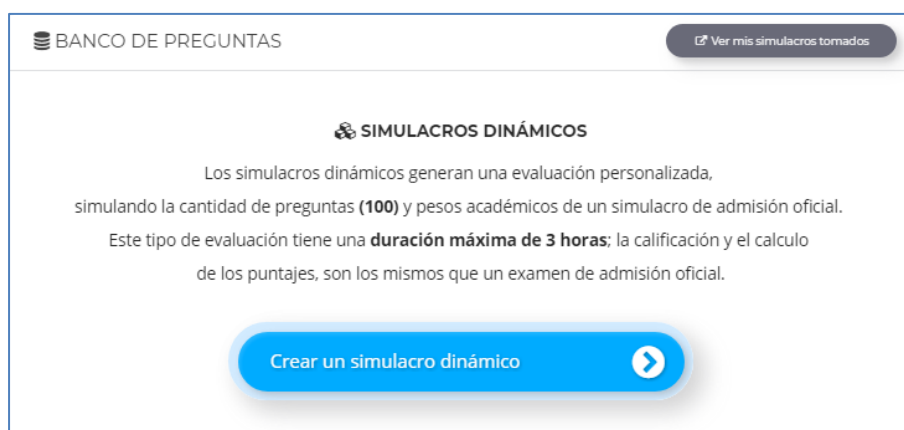 BANCO DE PREGUNTAS
Ver mis simulacros tomados
SIMULACROS DINÁMICOS
Los simulacros dinámicos generan una evaluación personalizada,
simulando la cantidad de preguntas (100) y pesos académicos de un simulacro de admisión oficial.
Este tipo de evaluación tiene una duración máxima de 3 horas; la calificación y el calculo
de los puntajes, son los mismos que un examen de admisión oficial.
Crear un simulacro dinámico